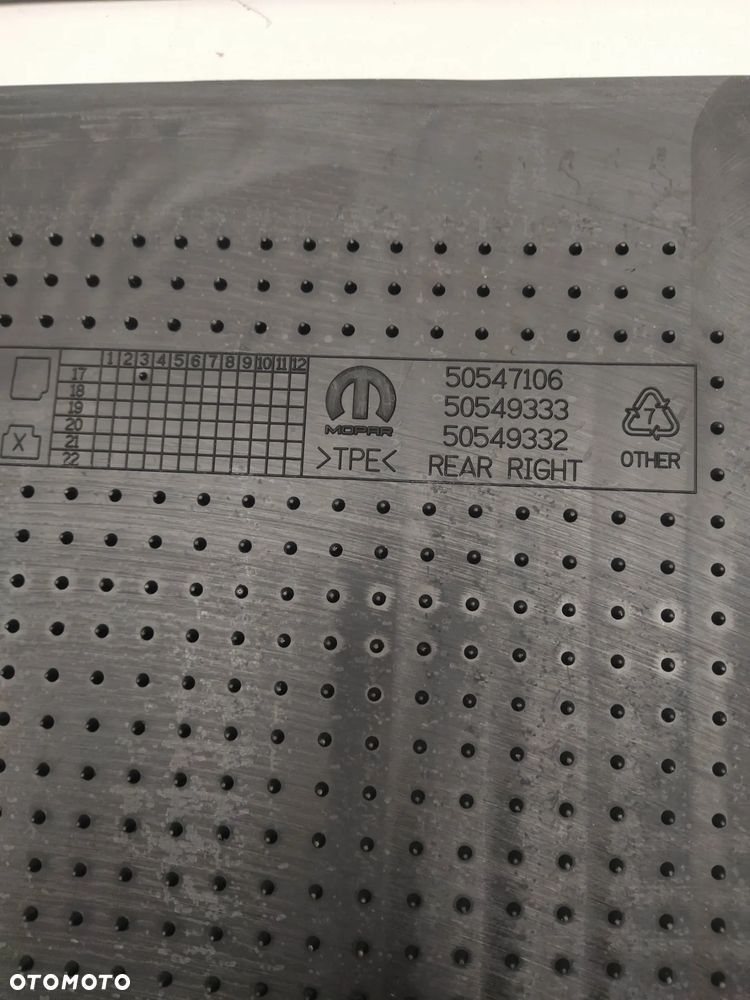 1 2 3 4 5 6 7 8 9 10 11 12
17
18
19
20
21
22
X
MOPAR
>TPE<
50547106
50549333
50549332
REAR RIGHT
7
OTHER
OTOMOTO